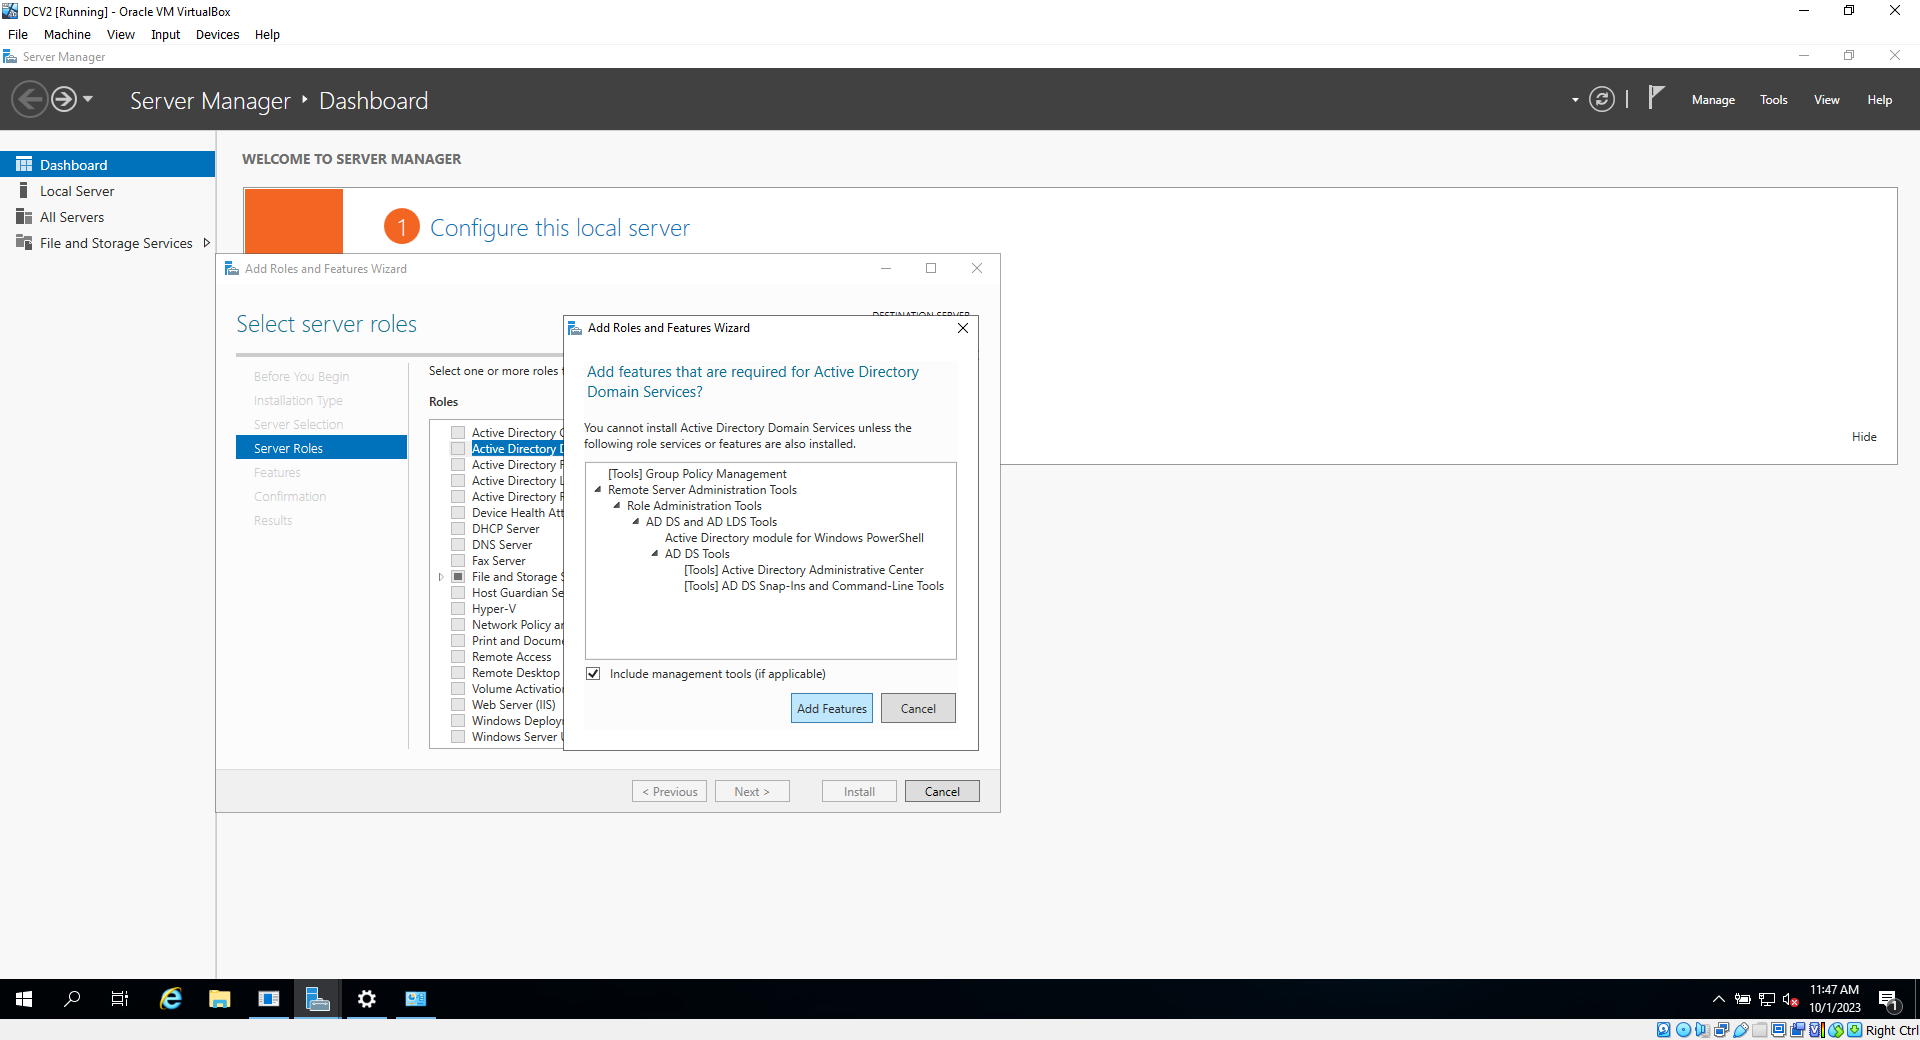 DCV2 [Running] - Oracle VM VirtualBox
File Machine View Input Devices Help
Server Manager
Server Manager Dashboard
Manage Tools View Help
Dashboard
Local Server
All Servers
File and Storage Services
WELCOME TO SERVER MANAGER
1 Configure this local server
Hide
Add Roles and Features Wizard
Select server roles
DESTINATION SERVER
Before You Begin
Installation Type
Server Selection
Server Roles
Features
Confirmation
Results
Select one or more roles
Roles
Active Directory
Active Directory
Active Directory
Active Directory
Active Directory
Device Health Att
DHCP Server
DNS Server
Fax Server
File and Storage
Host Guardian Se
Hyper-V
Network Policy
Print and Docume
Remote Access
Remote Desktop
Volume Activatio
Web Server (IIS)
Windows Deploy
Windows Server
< Previous Next > Install Cancel
Add Roles and Features Wizard
Add features that are required for Active Directory
Domain Services?
You cannot install Active Directory Domain Services unless the
following role services or features are also installed.
[Tools] Group Policy Management
Remote Server Administration Tools
Role Administration Tools
AD DS and AD LDS Tools
Active Directory module for Windows PowerShell
AD DS Tools
[Tools] Active Directory Administrative Center
[Tools] AD DS Snap-Ins and Command-Line Tools
Include management tools (if applicable)
Add Features Cancel
11:47 AM
10/1/2023
1
Right Ctrl